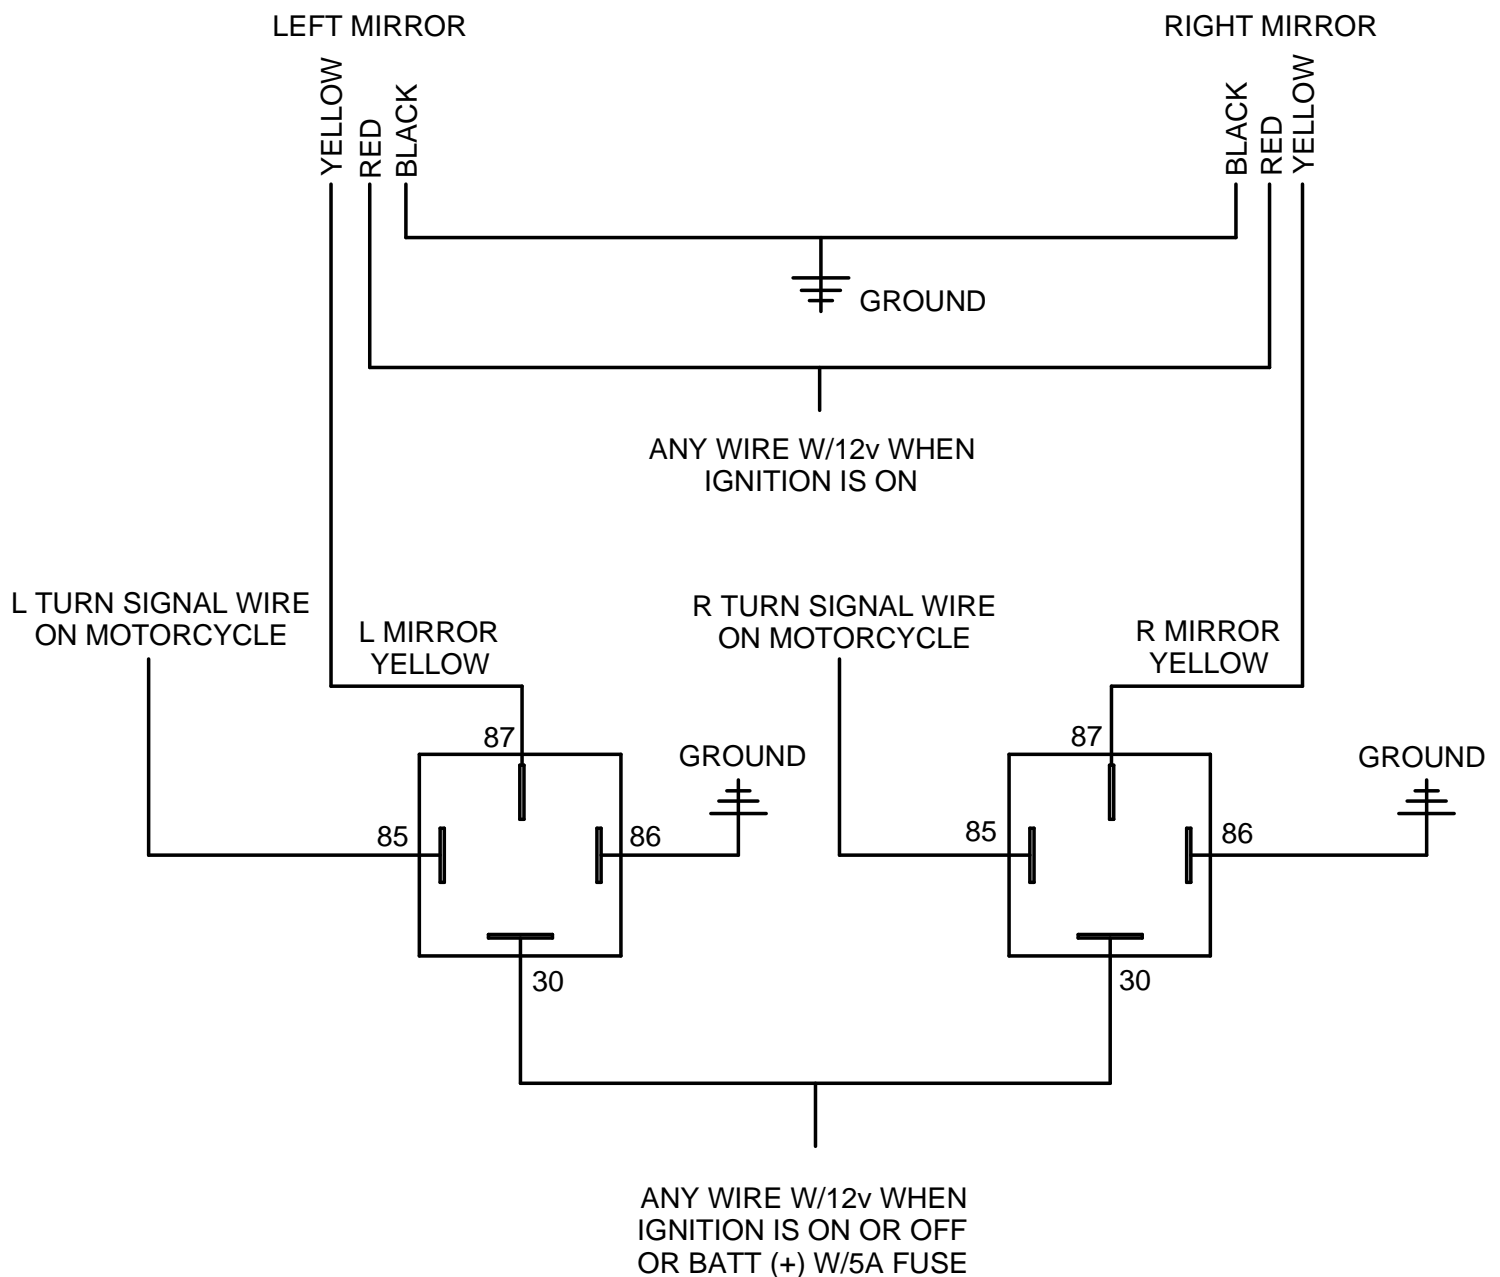 LEFT MIRROR
RIGHT MIRROR
YELLOW
RED
BLACK
BLACK
RED
YELLOW
GROUND
ANY WIRE W/12v WHEN
IGNITION IS ON
L TURN SIGNAL WIRE
ON MOTORCYCLE
L MIRROR
YELLOW
R TURN SIGNAL WIRE
ON MOTORCYCLE
R MIRROR
YELLOW
87
GROUND
85
86
30
87
GROUND
85
86
30
ANY WIRE W/12v WHEN
IGNITION IS ON OR OFF
OR BATT (+) W/5A FUSE